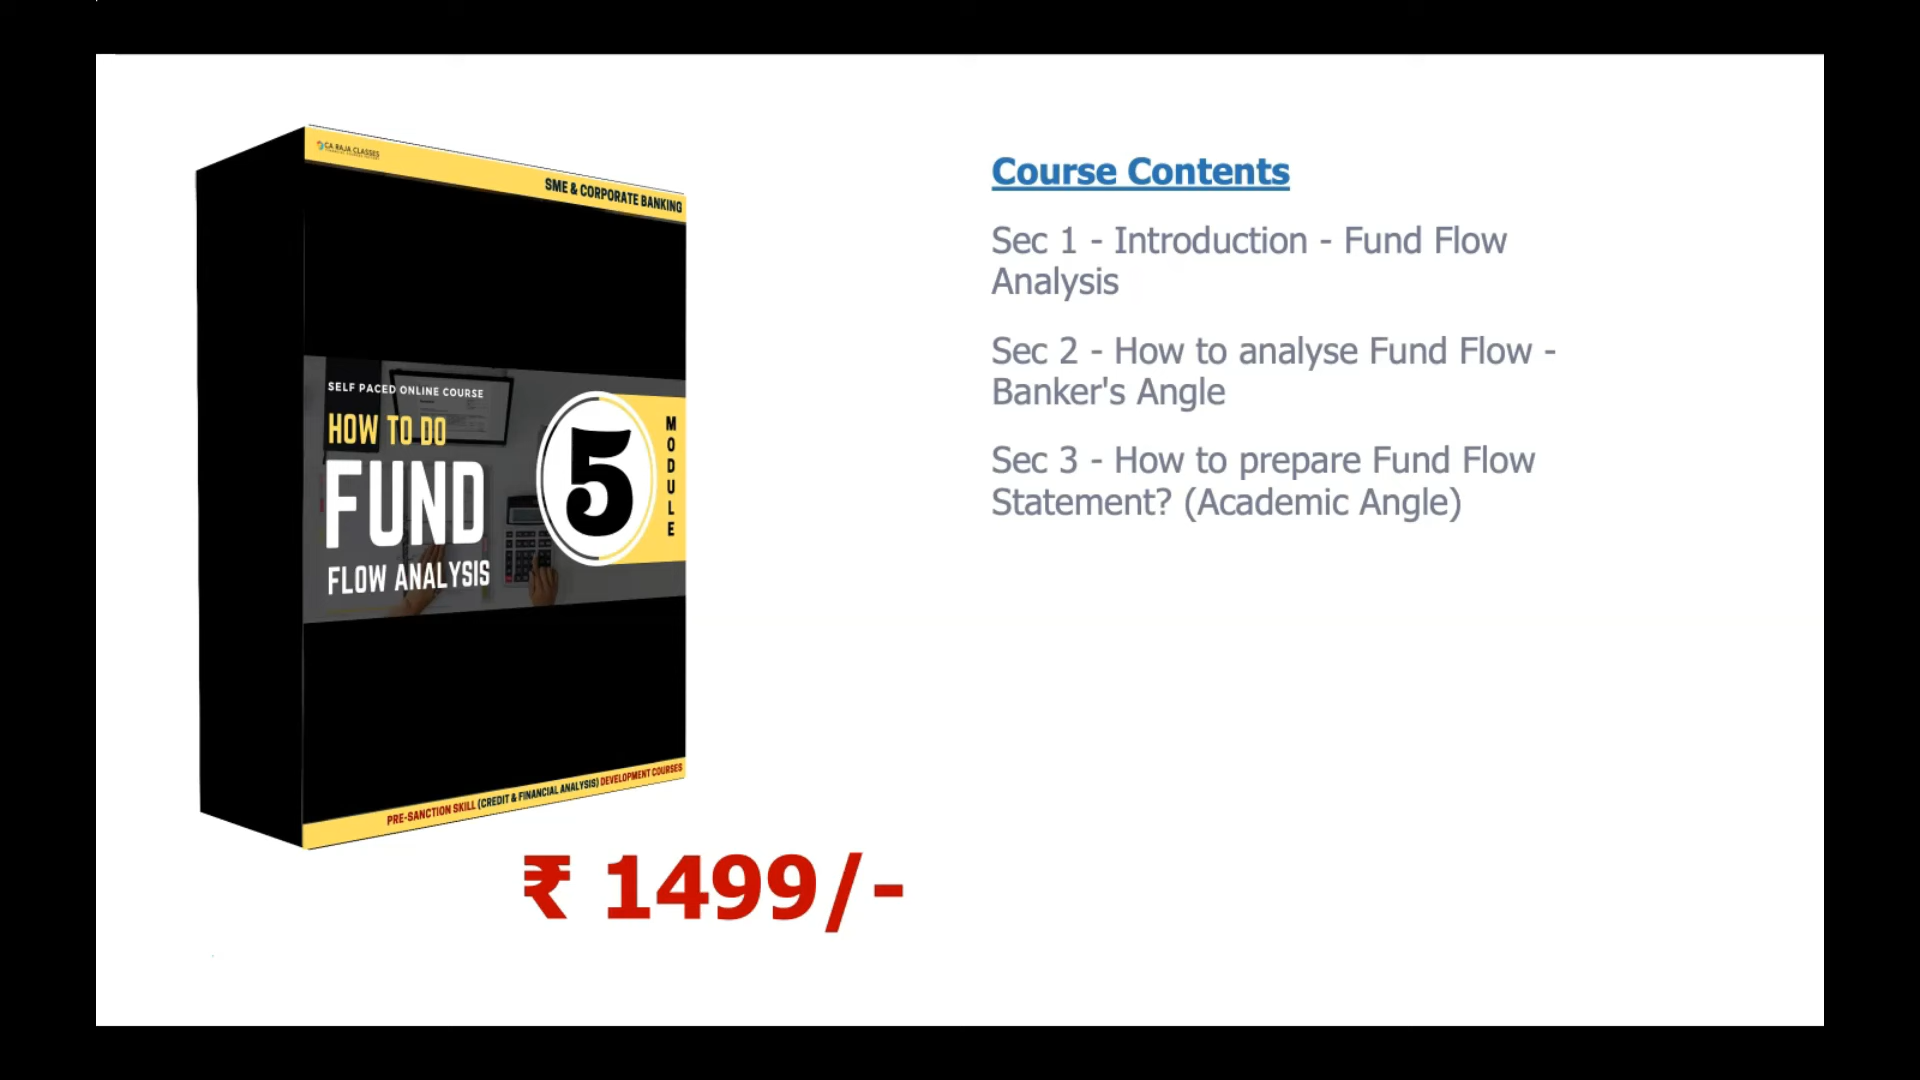 CA RAJA CLASSES
SME & CORPORATE BANKING
SELF PACED ONLINE COURSE
HOW TO DO
FUND
FLOW ANALYSIS
5
MODULE
PRE-SANCTION SKILL (CREDIT & FINANCIAL ANALYSIS) DEVELOPMENT COURSES
₹ 1499/-
Course Contents
Sec 1 - Introduction - Fund Flow
Analysis
Sec 2 - How to analyse Fund Flow -
Banker's Angle
Sec 3 - How to prepare Fund Flow
Statement? (Academic Angle)